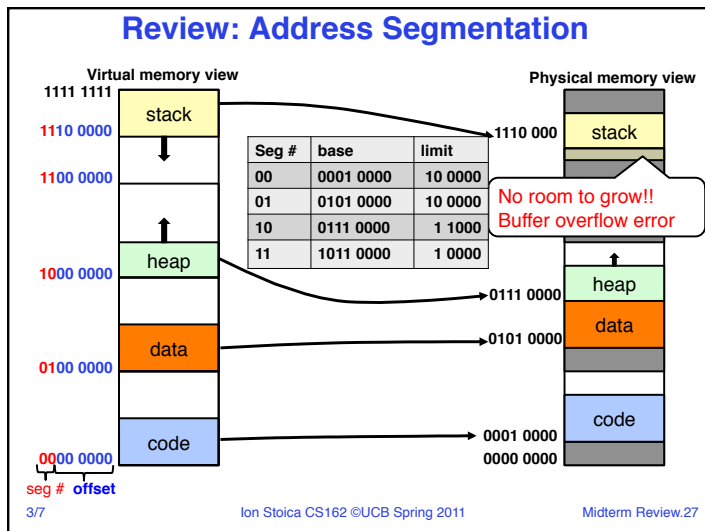 Review: Address Segmentation
Virtual memory view
Physical memory view
1111 1111
stack
1110 0000
1100 0000
heap
1000 0000
data
0100 0000
code
0000 0000
seg # offset
Seg # base limit
00 0001 0000 10 0000
01 0101 0000 10 0000
10 0111 0000 1 1000
11 1011 0000 1 0000
1110 000
stack
No room to grow!!
Buffer overflow error
heap
0111 0000
data
0101 0000
code
0001 0000
0000 0000
3/7 Ion Stoica CS162 ©UCB Spring 2011 Midterm Review.27